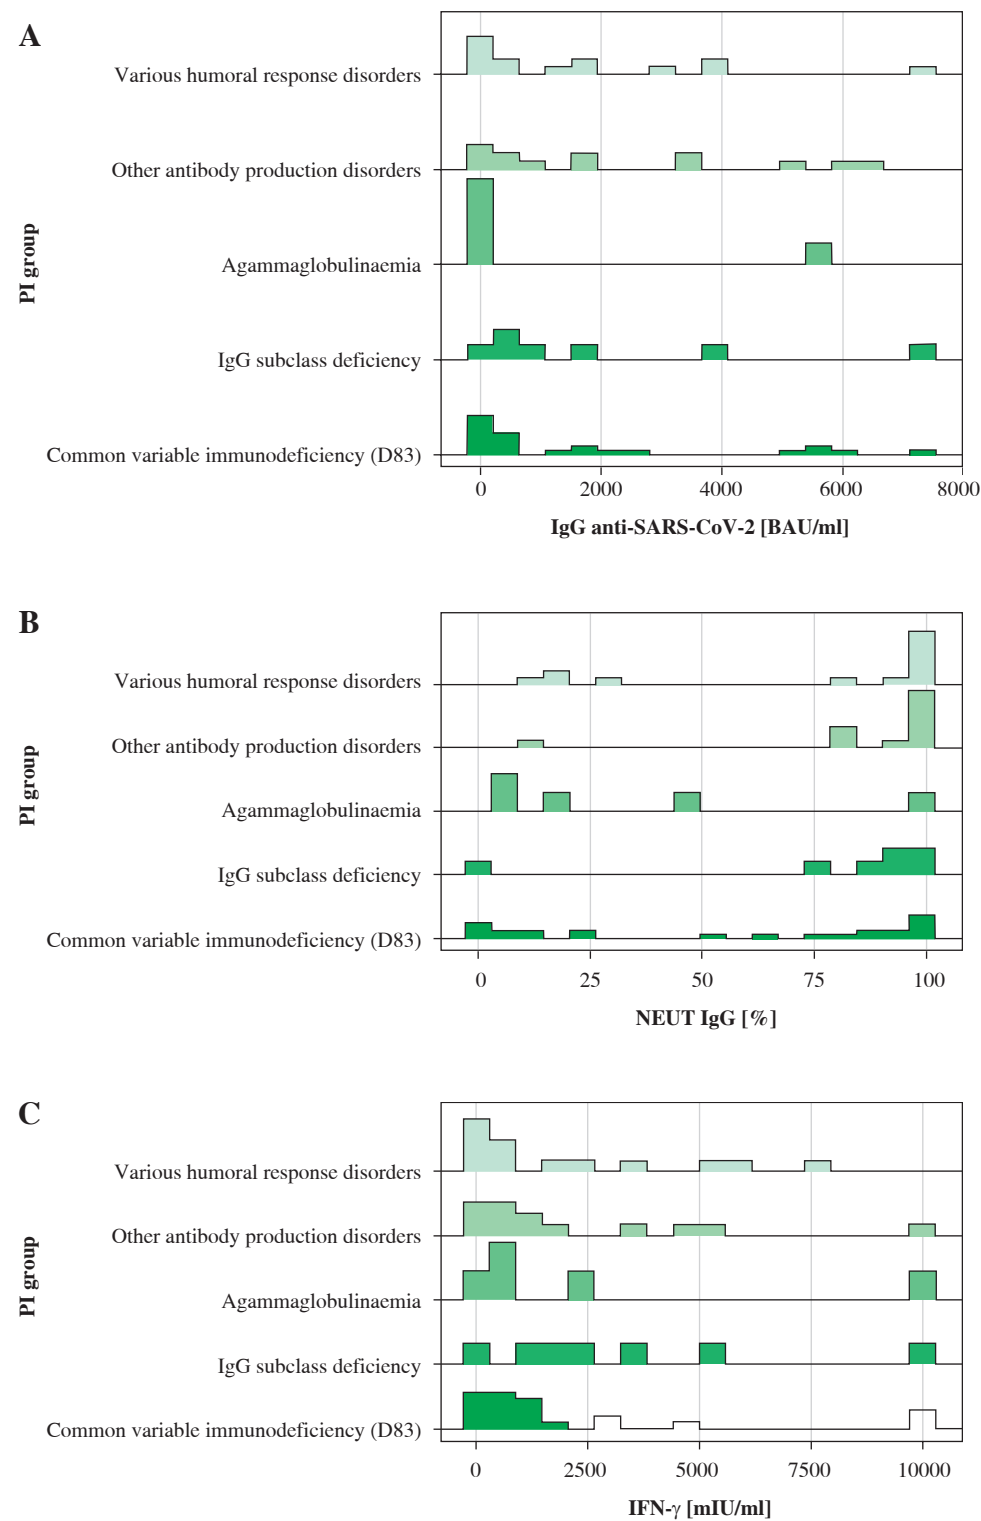 A
Various humoral response disorders
Other antibody production disorders
PI group
Agammaglobulinaemia
IgG subclass deficiency
Common variable immunodeficiency (D83)
0 2000 4000 6000 8000
IgG anti-SARS-CoV-2 [BAU/ml]
B
Various humoral response disorders
Other antibody production disorders
PI group
Agammaglobulinaemia
IgG subclass deficiency
Common variable immunodeficiency (D83)
0 25 50 75 100
NEUT IgG [%]
C
Various humoral response disorders
Other antibody production disorders
PI group
Agammaglobulinaemia
IgG subclass deficiency
Common variable immunodeficiency (D83)
0 2500 5000 7500 10000
IFN-γ [mIU/ml]